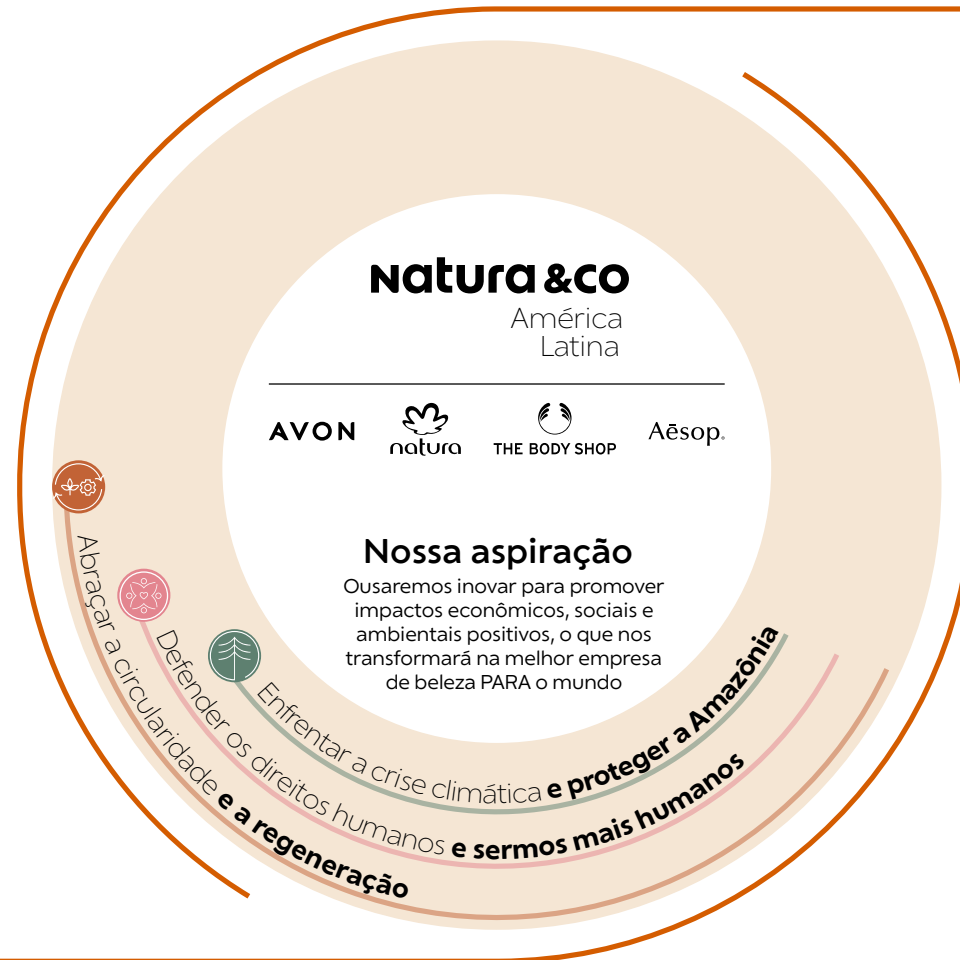 natura &co
América
Latina
AVON
natura
THE BODY SHOP
Aēsop.
Nossa aspiração
Ousaremos inovar para promover
impactos econômicos, sociais e
ambientais positivos, o que nos
transformará na melhor empresa
de beleza PARA o mundo
Enfrentar a crise climática e proteger a Amazônia
Defender os direitos humanos e sermos mais humanos
Abraçar a circularidade e a regeneração